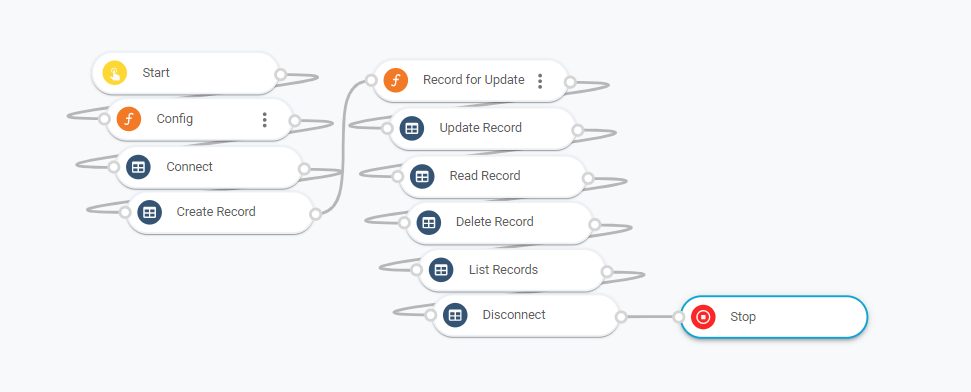 Start
Config
Connect
Create Record
Record for Update
Update Record
Read Record
Delete Record
List Records
Disconnect
Stop